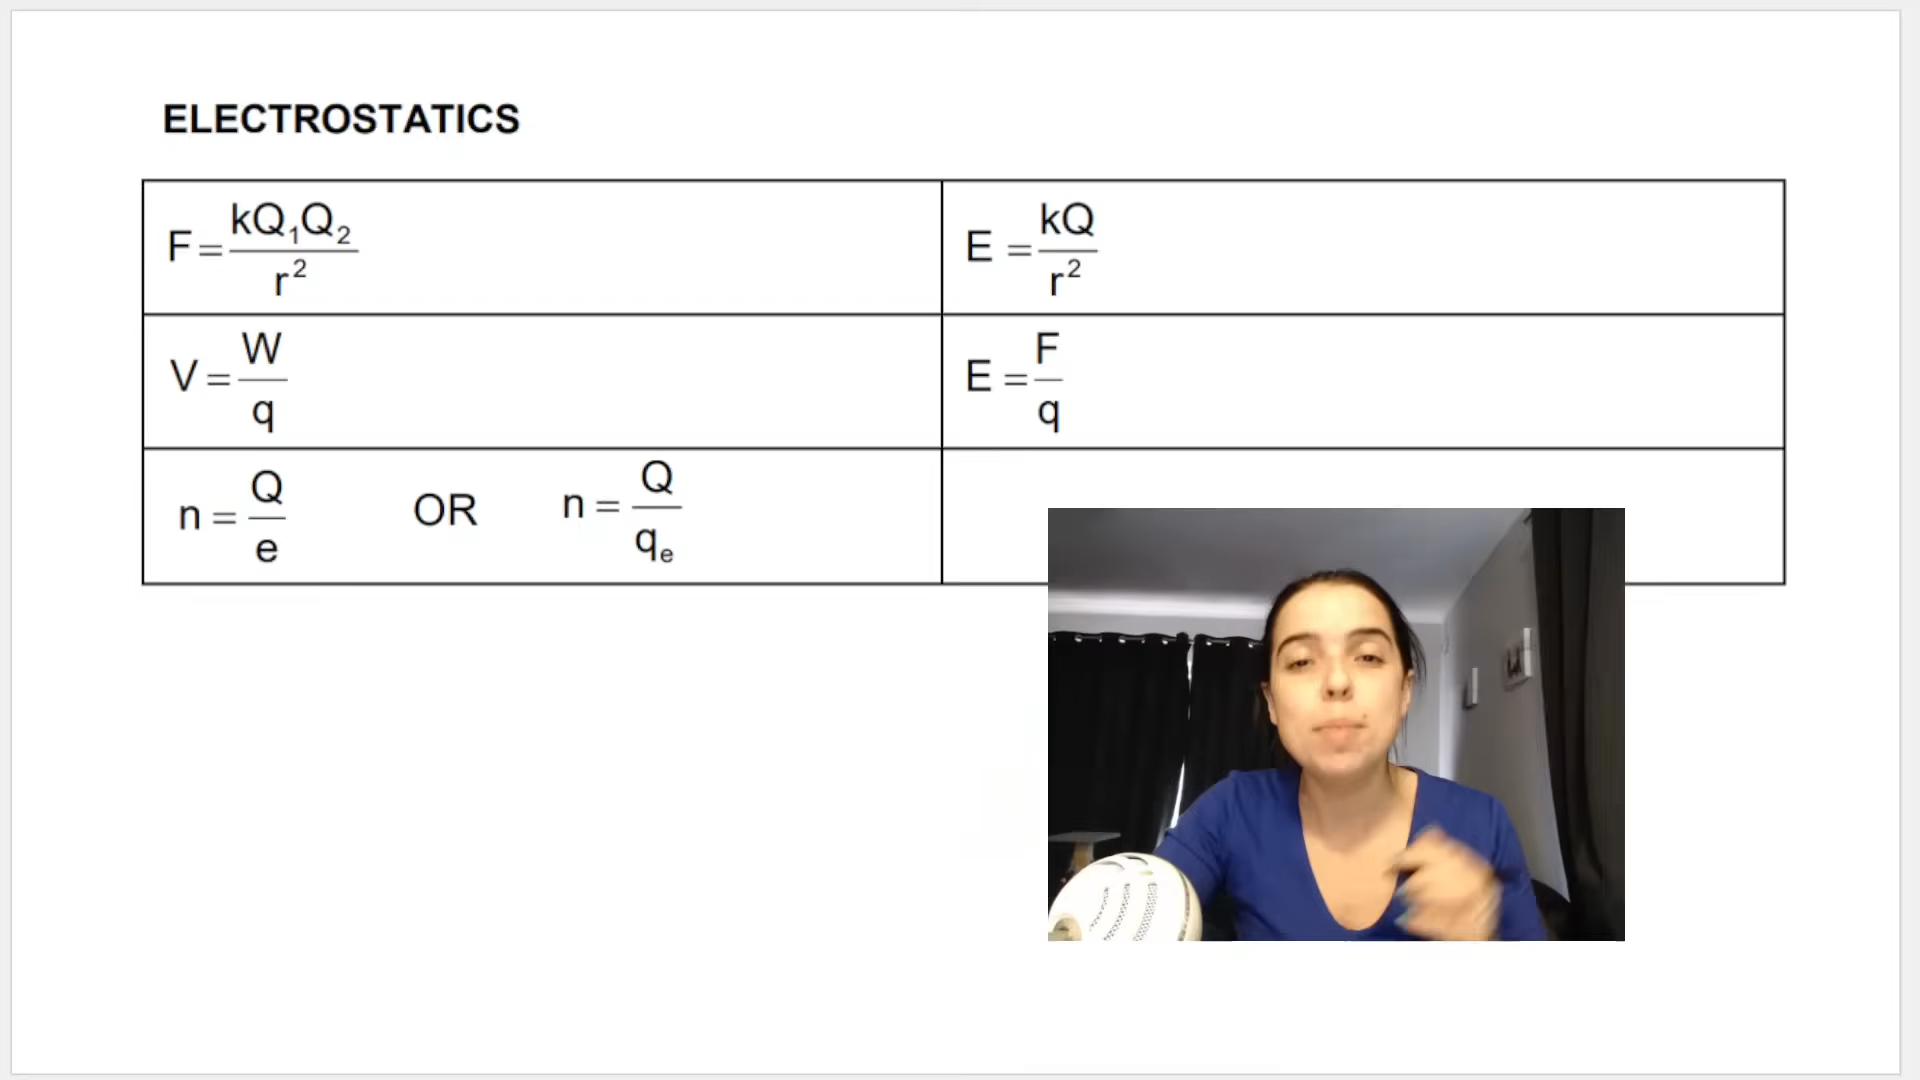 ELECTROSTATICS
F = kQ₁Q₂ / r²
E = kQ / r²
V = W / q
E = F / q
n = Q / e OR n = Q / qₑ